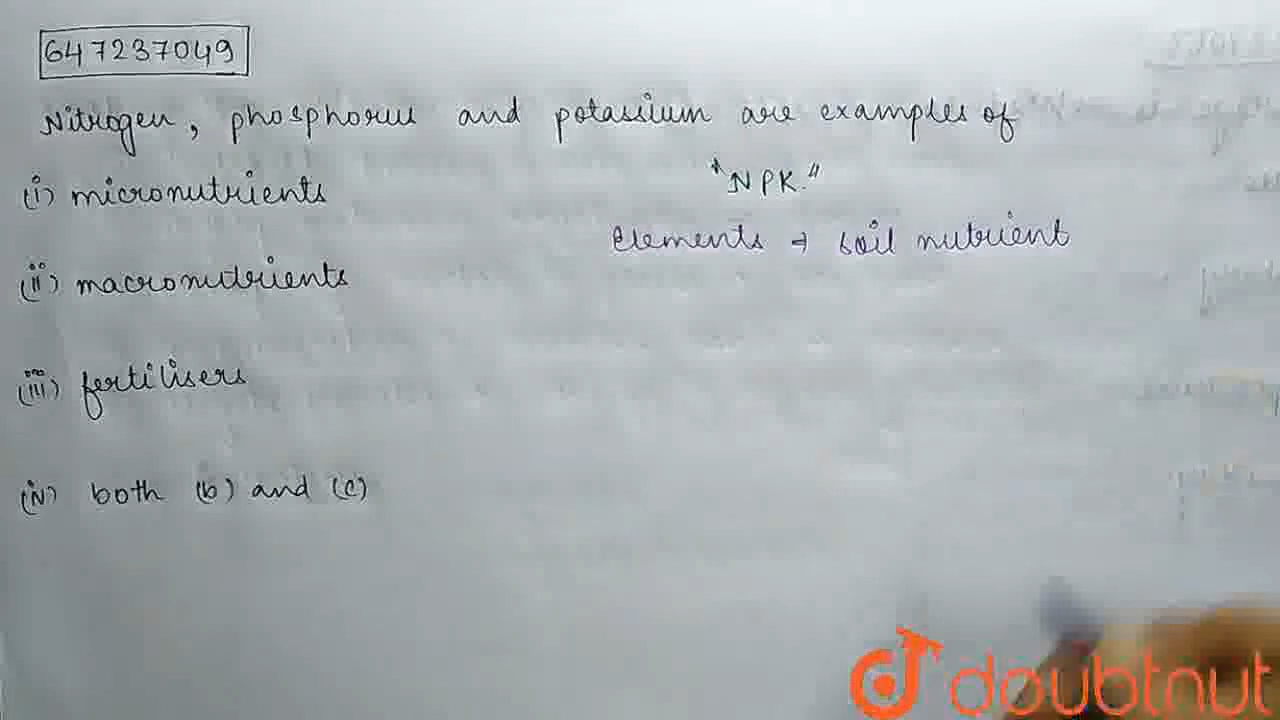 647237049
Nitrogen, phosphorus and potassium are examples of
(i) micronutrients
"NPK."
Elements → soil nutrient
(ii) macronutrients
(iii) fertilisers
(iv) both (b) and (c)
doubtnut